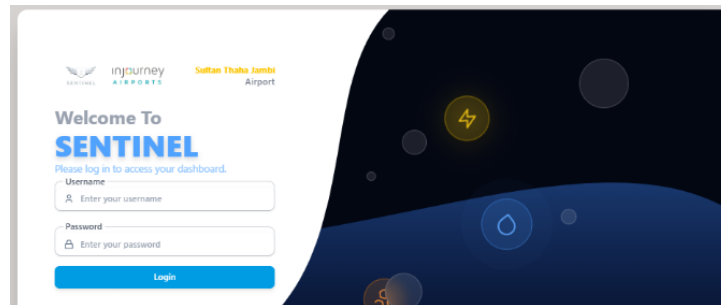 SENTINEL
injourney
AIRPORTS
Sultan Thaha Jambi
Airport
Welcome To
SENTINEL
Please log in to access your dashboard.
Username
Enter your username
Password
Enter your password
Login